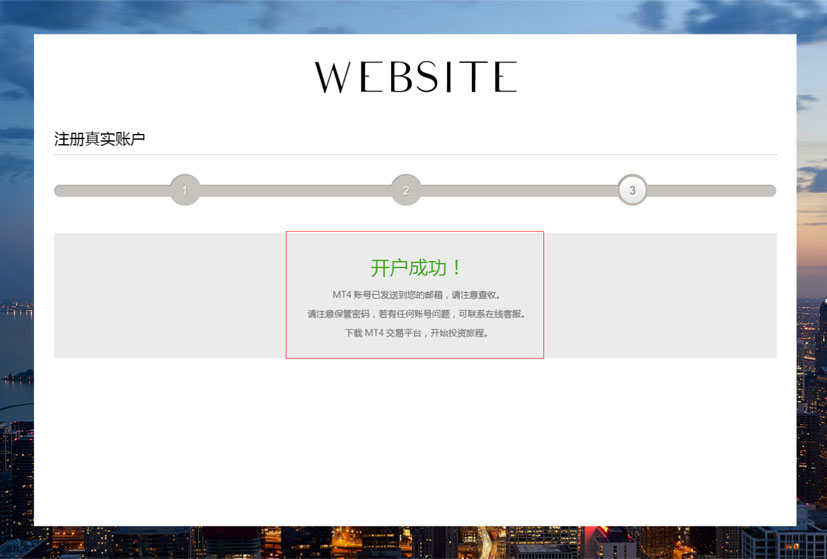 WEBSITE
注册真实账户
1 2 3
开户成功！
MT4 账号已发送到您的邮箱，请注意查收。
请注意保管密码，若有任何账号问题，可联系在线客服。
下载 MT4 交易平台，开始投资旅程。